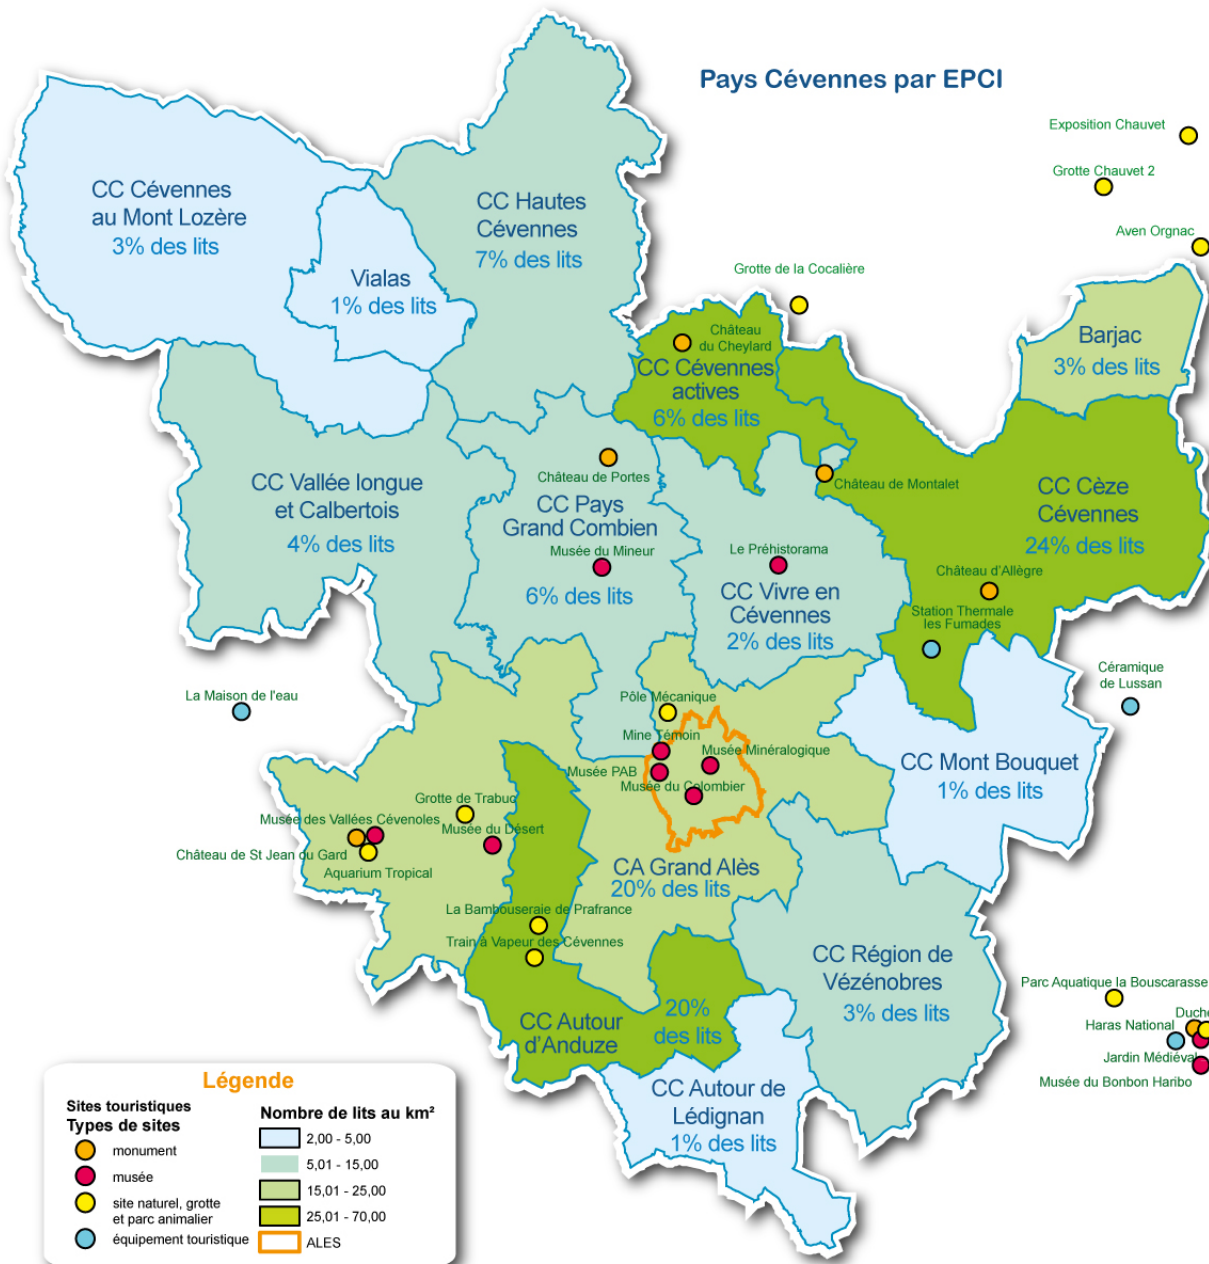 Pays Cévennes par EPCI
Exposition Chauvet
Grotte Chauvet 2
Aven Orgnac
CC Cévennes
au Mont Lozère
3% des lits
CC Hautes
Cévennes
7% des lits
Vialas
1% des lits
Grotte de la Cocalière
Château
du Cheylard
CC Cévennes
actives
6% des lits
Barjac
3% des lits
CC Vallée longue
et Calbertois
4% des lits
Château de Portes
CC Pays
Grand Combien
Musée du Mineur
6% des lits
Château de Montalet
CC Cèze
Cévennes
24% des lits
Le Préhistorama
CC Vivre en
Cévennes
2% des lits
Château d'Allègre
Station Thermale
les Fumades
La Maison de l'eau
Céramique
de Lussan
Pôle Mécanique
Mine Témoin
Musée Minéralogique
Musée PAB
Musée du Colombier
CC Mont Bouquet
1% des lits
Grotte de Trabuc
Musée des Vallées Cévenoles
Musée du Désert
Château de St Jean du Gard
Aquarium Tropical
CA Grand Alès
20% des lits
La Bambouseraie de Prafrance
Train à Vapeur des Cévennes
CC Région de
Vézénobres
3% des lits
CC Autour
d'Anduze
20%
des lits
Parc Aquatique la Bouscarasse
Duche
Haras National
Jardin Médiéval
Musée du Bonbon Haribo
CC Autour de
Lédignan
1% des lits
Légende
Sites touristiques
Types de sites
monument
musée
site naturel, grotte
et parc animalier
équipement touristique
Nombre de lits au km²
2,00 - 5,00
5,01 - 15,00
15,01 - 25,00
25,01 - 70,00
ALES